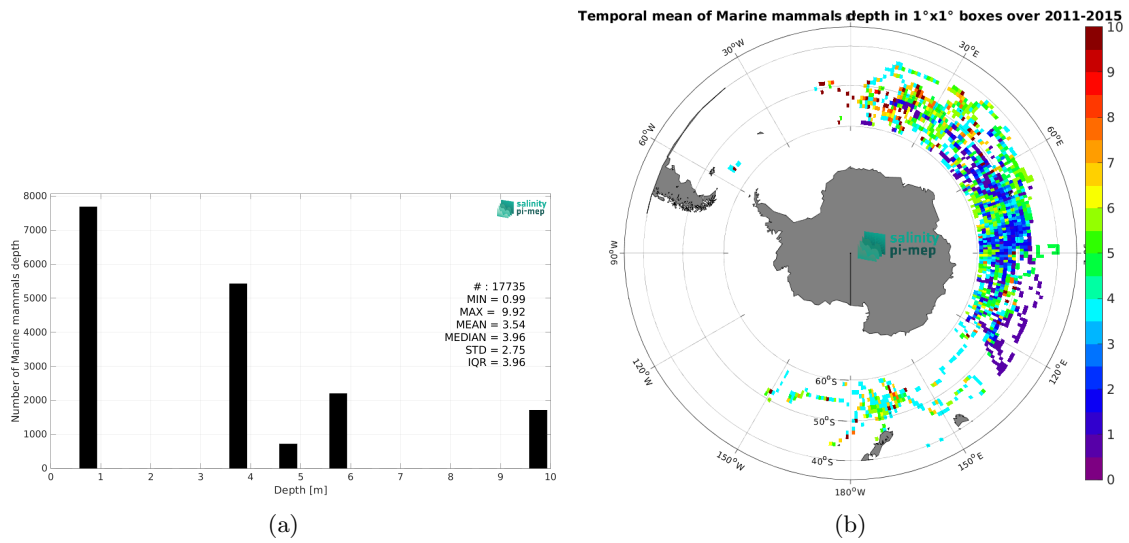 Temporal mean of Marine mammals depth in 1°x1° boxes over 2011-2015
8000
7000
6000
5000
4000
3000
2000
1000
0
Number of Marine mammals depth
salinity
pi-mep
# : 17735
MIN = 0.99
MAX = 9.92
MEAN = 3.54
MEDIAN = 3.96
STD = 2.75
IQR = 3.96
0 1 2 3 4 5 6 7 8 9 10
Depth [m]
(a)
30°W
30°E
60°W
60°E
90°W
120°W
120°E
150°W
150°E
180°W
60°S
50°S
40°S
salinity
pi-mep
10
9
8
7
6
5
4
3
2
1
0
(b)